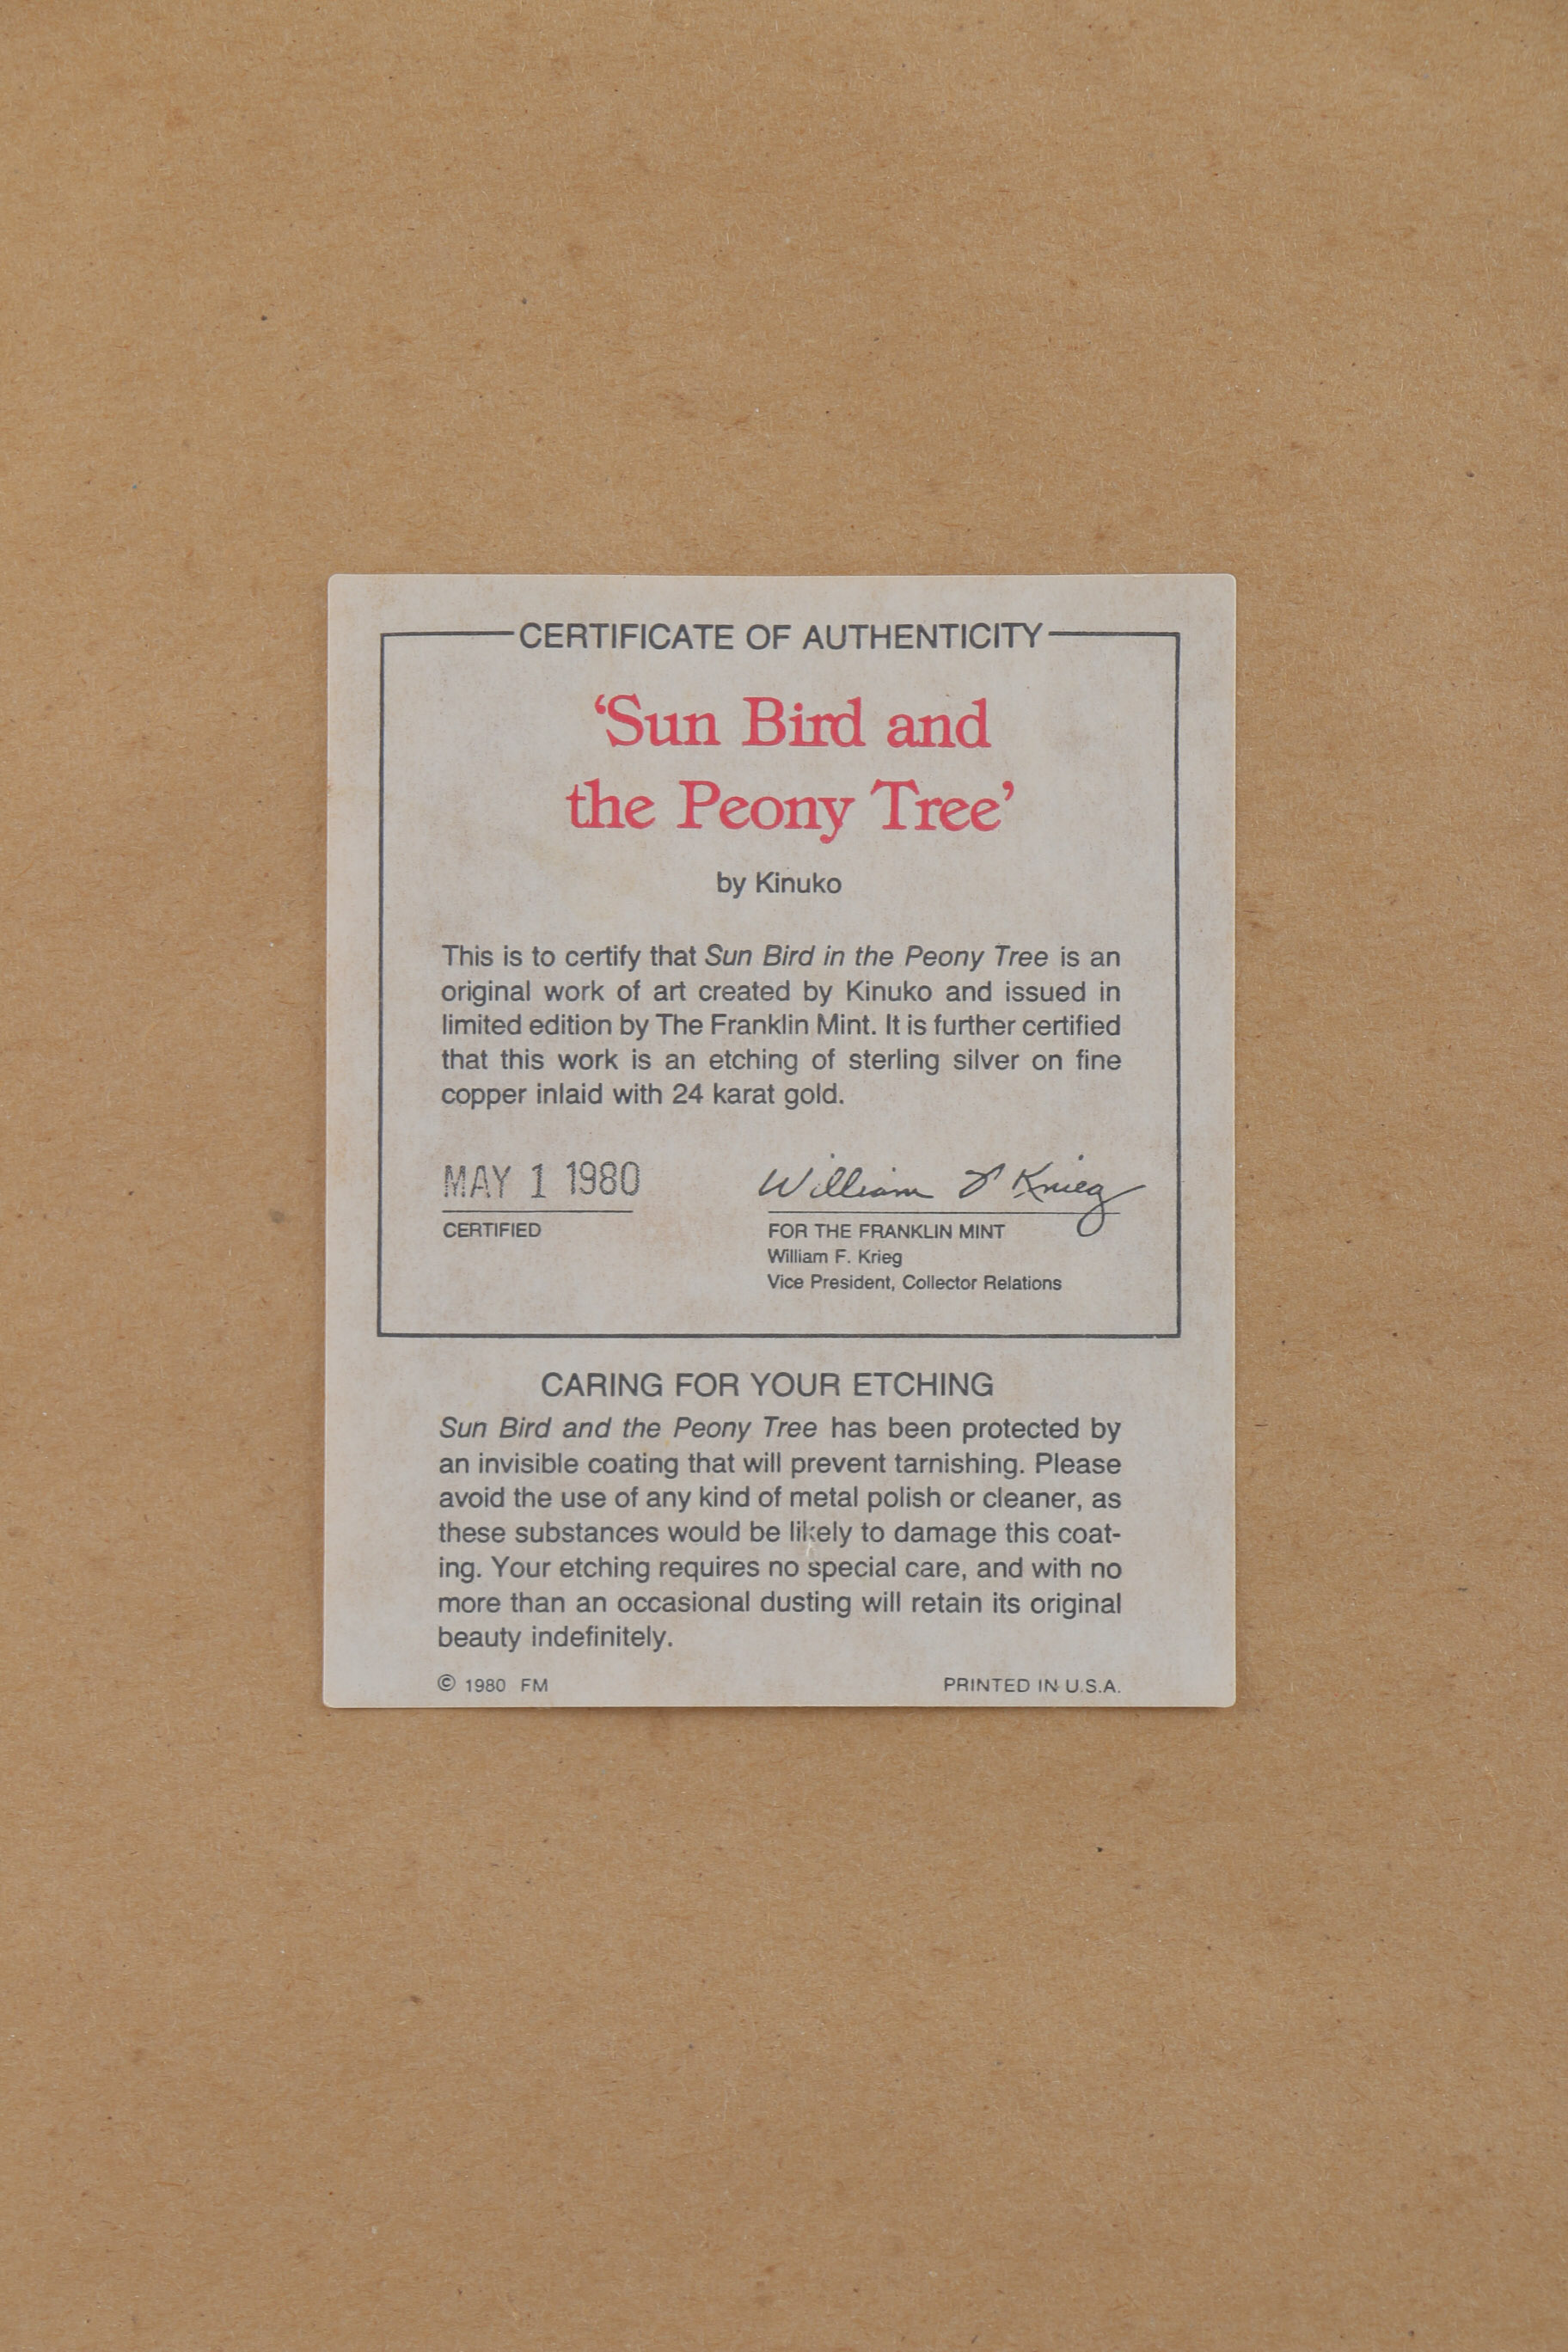 CERTIFICATE OF AUTHENTICITY
‘Sun Bird and
the Peony Tree’
by Kinuko
This is to certify that Sun Bird in the Peony Tree is an
original work of art created by Kinuko and issued in
limited edition by The Franklin Mint. It is further certified
that this work is an etching of sterling silver on fine
copper inlaid with 24 karat gold.
MAY 1 1980
William F Krieg
CERTIFIED
FOR THE FRANKLIN MINT
William F. Krieg
Vice President, Collector Relations
CARING FOR YOUR ETCHING
Sun Bird and the Peony Tree has been protected by
an invisible coating that will prevent tarnishing. Please
avoid the use of any kind of metal polish or cleaner, as
these substances would be likely to damage this coat-
ing. Your etching requires no special care, and with no
more than an occasional dusting will retain its original
beauty indefinitely.
© 1980 FM
PRINTED IN U.S.A.